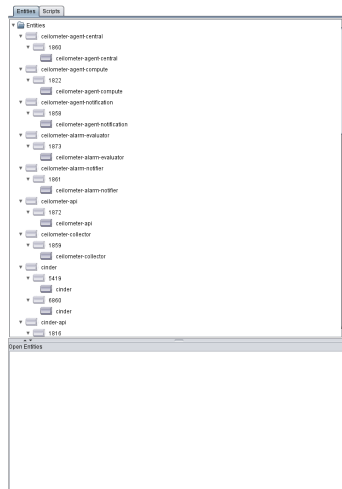 Entities Scripts
Entities
ceilometer-agent-central
1860
ceilometer-agent-central
ceilometer-agent-compute
1822
ceilometer-agent-compute
ceilometer-agent-notification
1858
ceilometer-agent-notification
ceilometer-alarm-evaluator
1873
ceilometer-alarm-evaluator
ceilometer-alarm-notifier
1861
ceilometer-alarm-notifier
ceilometer-api
1872
ceilometer-api
ceilometer-collector
1859
ceilometer-collector
cinder
5419
cinder
6860
cinder
cinder-api
1816
Open Entities